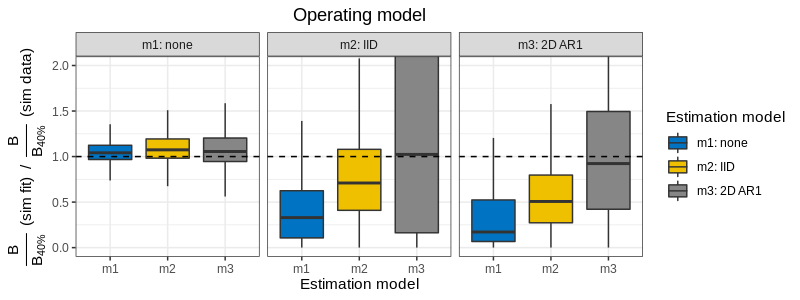 Operating model
m1: none
m2: IID
m3: 2D AR1
B
B40%
(sim fit) /
B
B40%
(sim data)
2.0
1.5
1.0
0.5
0.0
m1 m2 m3
m1 m2 m3
m1 m2 m3
Estimation model
Estimation model
m1: none
m2: IID
m3: 2D AR1